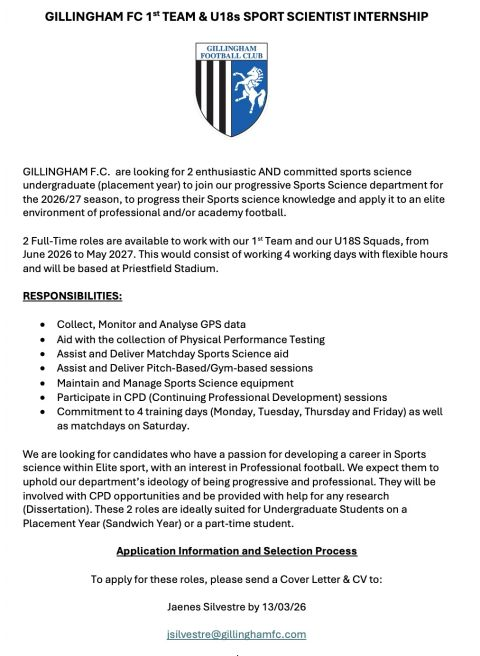 GILLINGHAM FC 1st TEAM & U18s SPORT SCIENTIST INTERNSHIP
GILLINGHAM
FOOTBALL CLUB
GILLINGHAM F.C. are looking for 2 enthusiastic AND committed sports science
undergraduate (placement year) to join our progressive Sports Science department for
the 2026/27 season, to progress their Sports science knowledge and apply it to an elite
environment of professional and/or academy football.
2 Full-Time roles are available to work with our 1st Team and our U18S Squads, from
June 2026 to May 2027. This would consist of working 4 working days with flexible hours
and will be based at Priestfield Stadium.
RESPONSIBILITIES:
• Collect, Monitor and Analyse GPS data
• Aid with the collection of Physical Performance Testing
• Assist and Deliver Matchday Sports Science aid
• Assist and Deliver Pitch-Based/Gym-based sessions
• Maintain and Manage Sports Science equipment
• Participate in CPD (Continuing Professional Development) sessions
• Commitment to 4 training days (Monday, Tuesday, Thursday and Friday) as well
as matchdays on Saturday.
We are looking for candidates who have a passion for developing a career in Sports
science within Elite sport, with an interest in Professional football. We expect them to
uphold our department's ideology of being progressive and professional. They will be
involved with CPD opportunities and be provided with help for any research
(Dissertation). These 2 roles are ideally suited for Undergraduate Students on a
Placement Year (Sandwich Year) or a part-time student.
Application Information and Selection Process
To apply for these roles, please send a Cover Letter & CV to:
Jaenes Silvestre by 13/03/26
jsilvestre@gillinghamfc.com